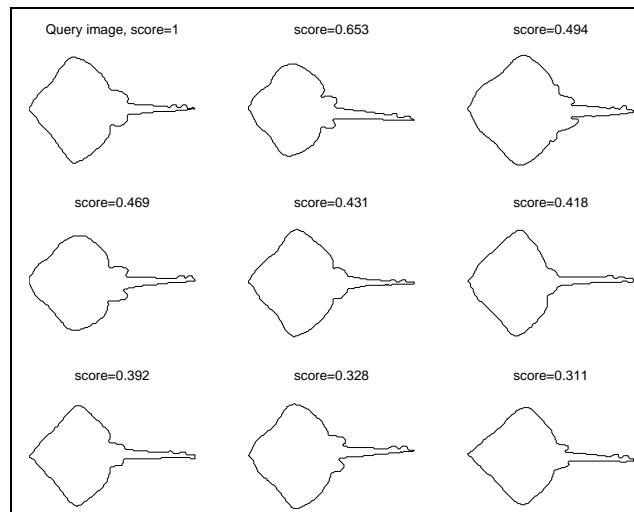 Query image, score=1
score=0.653
score=0.494
score=0.469
score=0.431
score=0.418
score=0.392
score=0.328
score=0.311